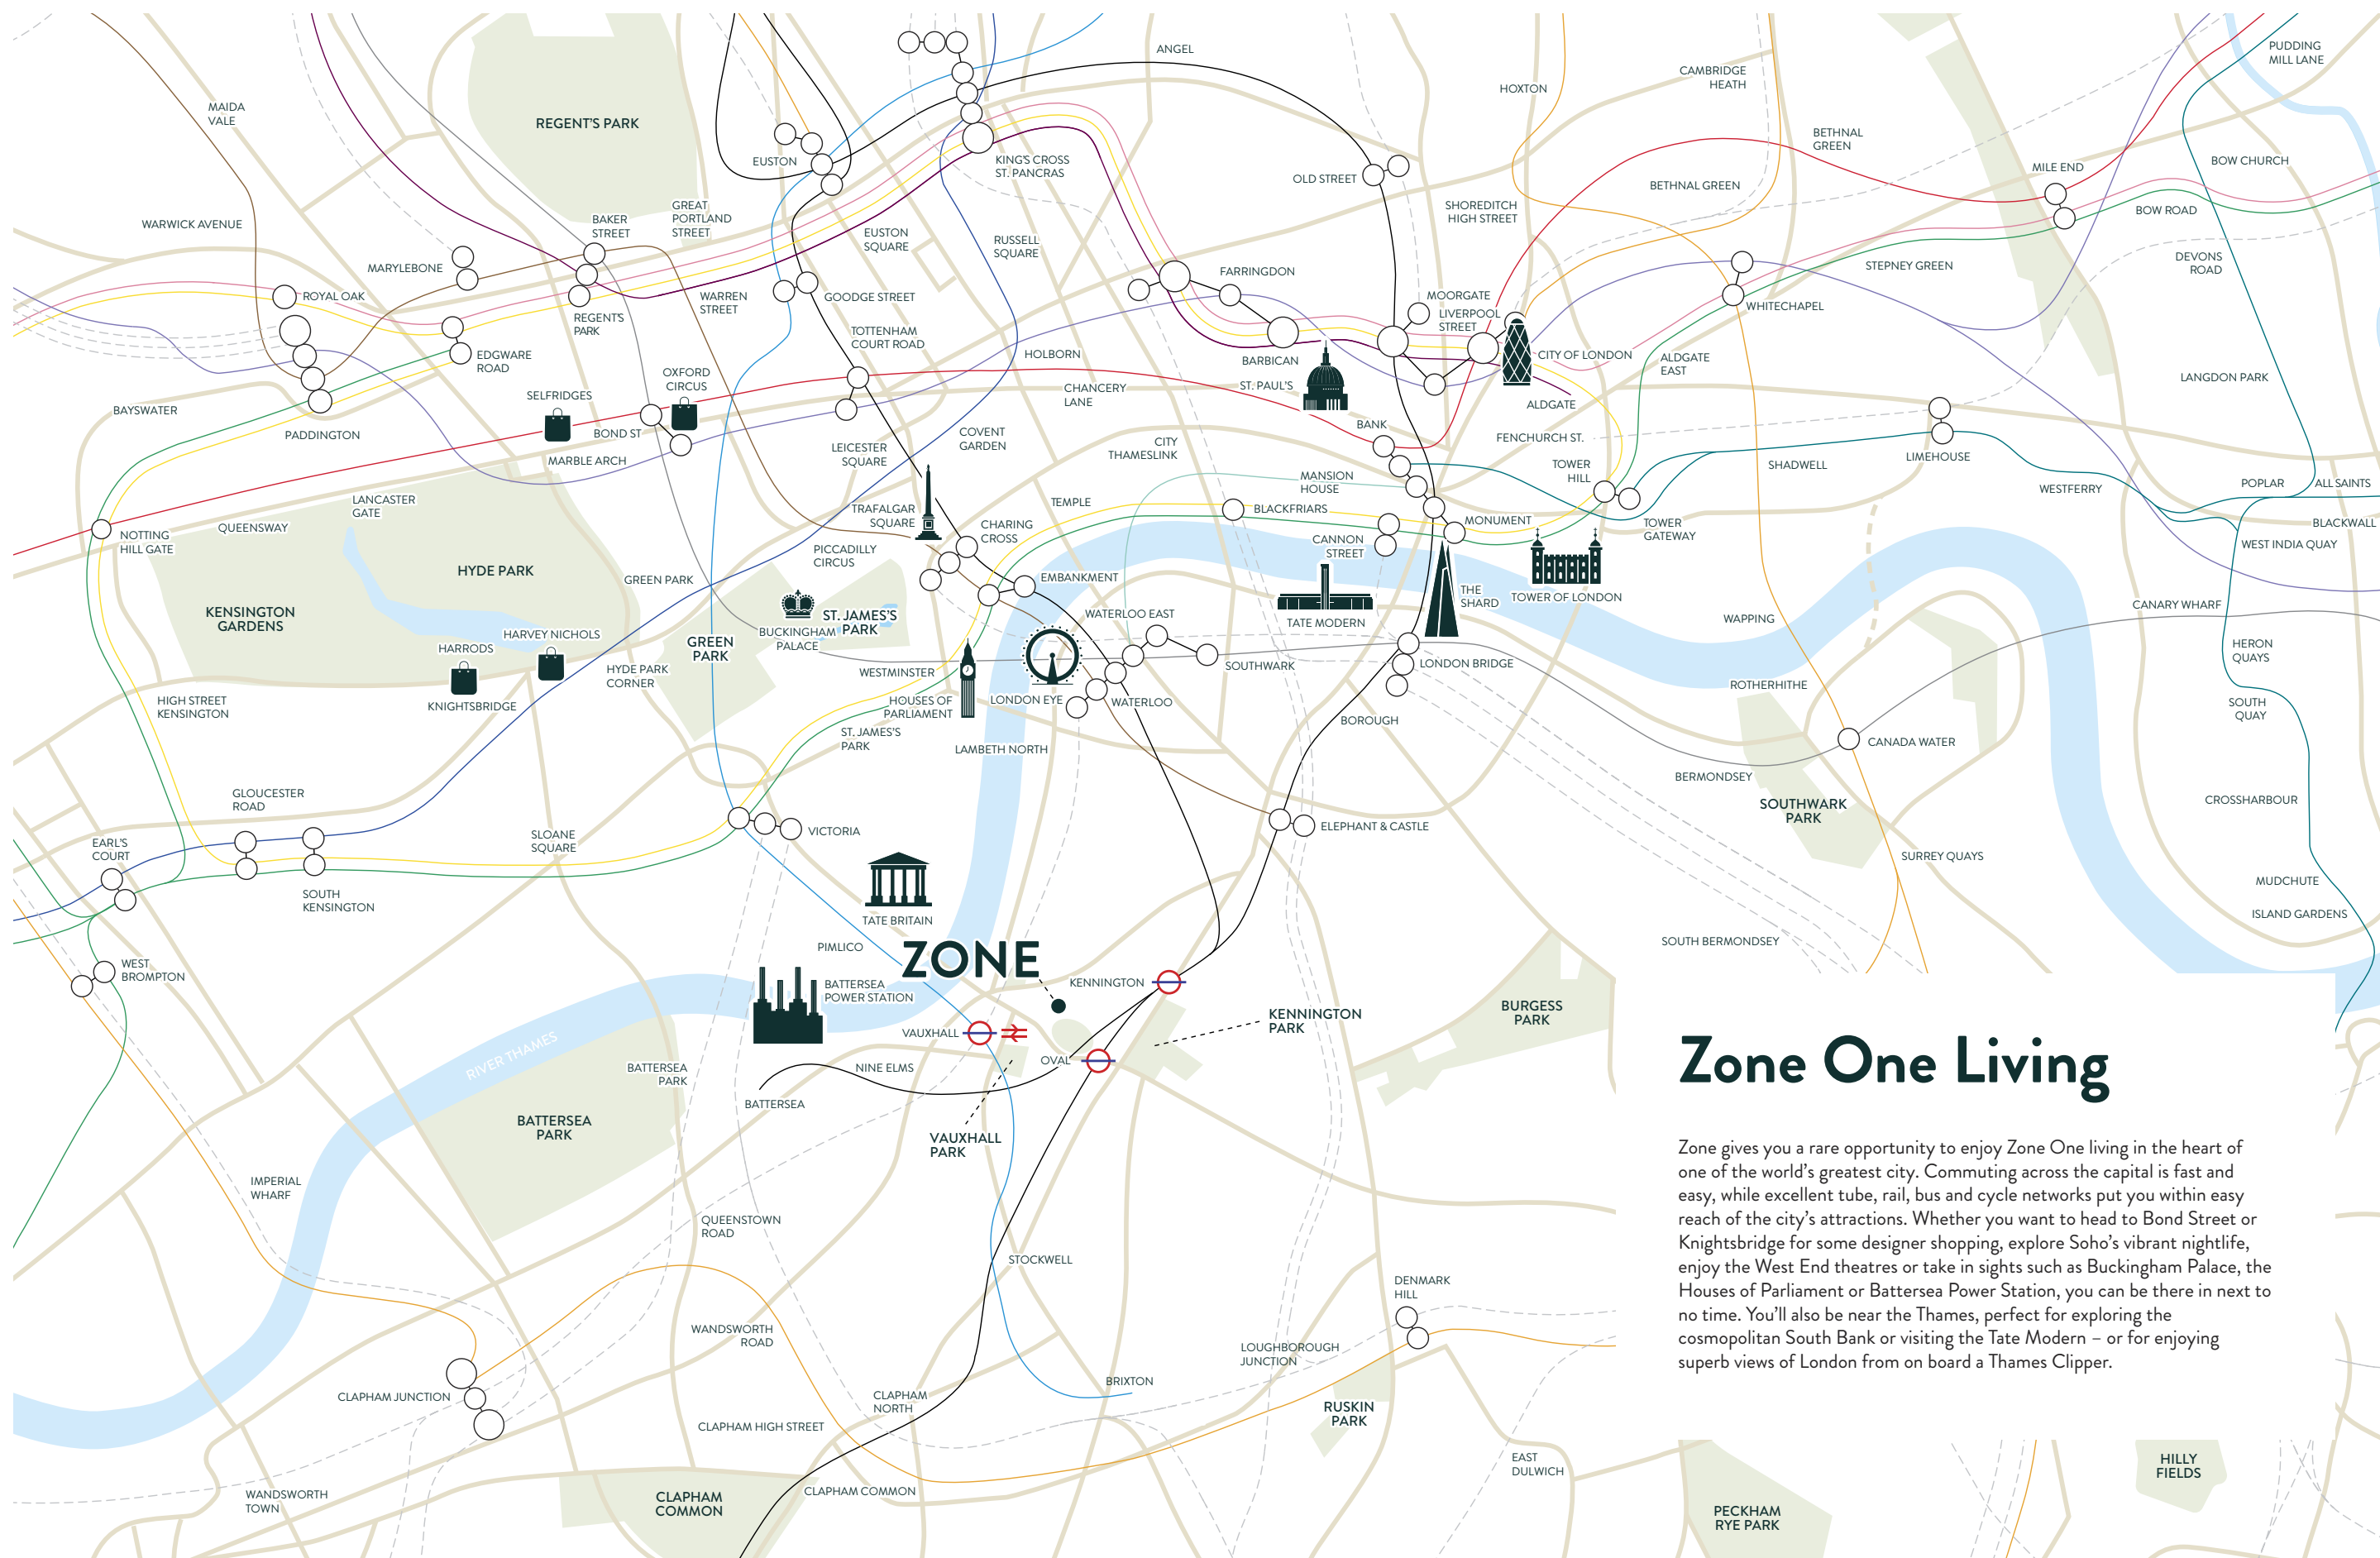 ANGEL
PUDDING
MILL LANE
HOXTON
CAMBRIDGE
HEATH
MAIDA
VALE
REGENT'S PARK
BETHNAL
GREEN
EUSTON
KING'S CROSS
ST. PANCRAS
OLD STREET
BETHNAL GREEN
MILE END
BOW CHURCH
WARWICK AVENUE
BAKER
STREET
GREAT
PORTLAND
STREET
SHOREDITCH
HIGH STREET
BOW ROAD
EUSTON
SQUARE
RUSSELL
SQUARE
MARYLEBONE
FARRINGDON
STEPNEY GREEN
DEVONS
ROAD
ROYAL OAK
WARREN
STREET
GOODGE STREET
MOORGATE
LIVERPOOL
STREET
WHITECHAPEL
REGENT'S
PARK
TOTTENHAM
COURT ROAD
EDGWARE
ROAD
HOLBORN
BARBICAN
CITY OF LONDON
ALDGATE
EAST
SELFRIDGES
OXFORD
CIRCUS
CHANCERY
LANE
ST. PAUL'S
LANGDON PARK
BAYSWATER
ALDGATE
PADDINGTON
BOND ST
MARBLE ARCH
LEICESTER
SQUARE
COVENT
GARDEN
CITY
THAMESLINK
BANK
FENCHURCH ST.
LIMEHOUSE
LANCASTER
GATE
MANSION
HOUSE
TOWER
HILL
SHADWELL
WESTFERRY
POPLAR
ALL SAINTS
QUEENSWAY
TRAFALGAR
SQUARE
TEMPLE
BLACKFRIARS
MONUMENT
TOWER
GATEWAY
BLACKWALL
NOTTING
HILL GATE
CHARING
CROSS
CANNON
STREET
WEST INDIA QUAY
HYDE PARK
GREEN PARK
PICCADILLY
CIRCUS
EMBANKMENT
THE
SHARD
TOWER OF LONDON
KENSINGTON
GARDENS
BUCKINGHAM
PALACE
ST. JAMES'S
PARK
WATERLOO EAST
TATE MODERN
WAPPING
CANARY WHARF
HARVEY NICHOLS
HARRODS
GREEN
PARK
HERON
QUAYS
HYDE PARK
CORNER
WESTMINSTER
SOUTHWARK
LONDON BRIDGE
ROTHERHITHE
HIGH STREET
KENSINGTON
KNIGHTSBRIDGE
HOUSES OF
PARLIAMENT
LONDON EYE
WATERLOO
BOROUGH
SOUTH
QUAY
ST. JAMES'S
PARK
LAMBETH NORTH
CANADA WATER
BERMONDSEY
GLOUCESTER
ROAD
SOUTHWARK
PARK
CROSSHARBOUR
EARL'S
COURT
SLOANE
SQUARE
VICTORIA
ELEPHANT & CASTLE
SURREY QUAYS
SOUTH
KENSINGTON
MUDCHUTE
TATE BRITAIN
ISLAND GARDENS
PIMLICO
ZONE
SOUTH BERMONDSEY
WEST
BROMPTON
BATTERSEA
POWER STATION
KENNINGTON
BURGESS
PARK
VAUXHALL
KENNINGTON
PARK
RIVER THAMES
OVAL
BATTERSEA
PARK
NINE ELMS
BATTERSEA
BATTERSEA
PARK
VAUXHALL
PARK
IMPERIAL
WHARF
QUEENSTOWN
ROAD
STOCKWELL
DENMARK
HILL
WANDSWORTH
ROAD
LOUGHBOROUGH
JUNCTION
CLAPHAM JUNCTION
BRIXTON
CLAPHAM
NORTH
CLAPHAM HIGH STREET
RUSKIN
PARK
EAST
DULWICH
WANDSWORTH
TOWN
CLAPHAM
COMMON
CLAPHAM COMMON
HILLY
FIELDS
PECKHAM
RYE PARK
Zone One Living
Zone gives you a rare opportunity to enjoy Zone One living in the heart of
one of the world's greatest city. Commuting across the capital is fast and
easy, while excellent tube, rail, bus and cycle networks put you within easy
reach of the city's attractions. Whether you want to head to Bond Street or
Knightsbridge for some designer shopping, explore Soho's vibrant nightlife,
enjoy the West End theatres or take in sights such as Buckingham Palace, the
Houses of Parliament or Battersea Power Station, you can be there in next to
no time. You'll also be near the Thames, perfect for exploring the
cosmopolitan South Bank or visiting the Tate Modern – or for enjoying
superb views of London from on board a Thames Clipper.